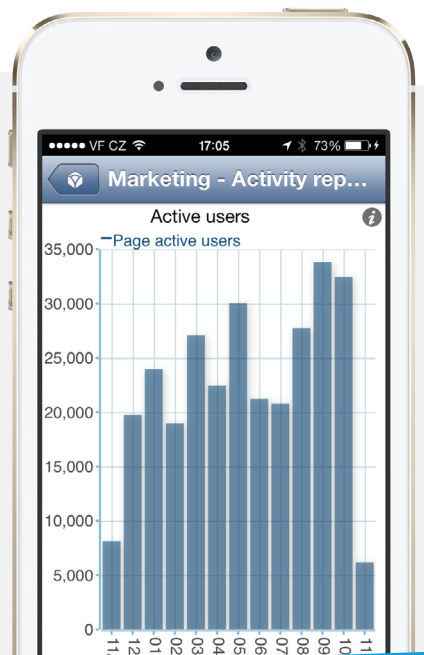 VF CZ 17:05 73%
Marketing - Activity rep...
Active users
Page active users
35,000
30,000
25,000
20,000
15,000
10,000
5,000
0
11. 12 01 02 03 04 05 06 07 08 09 10 11